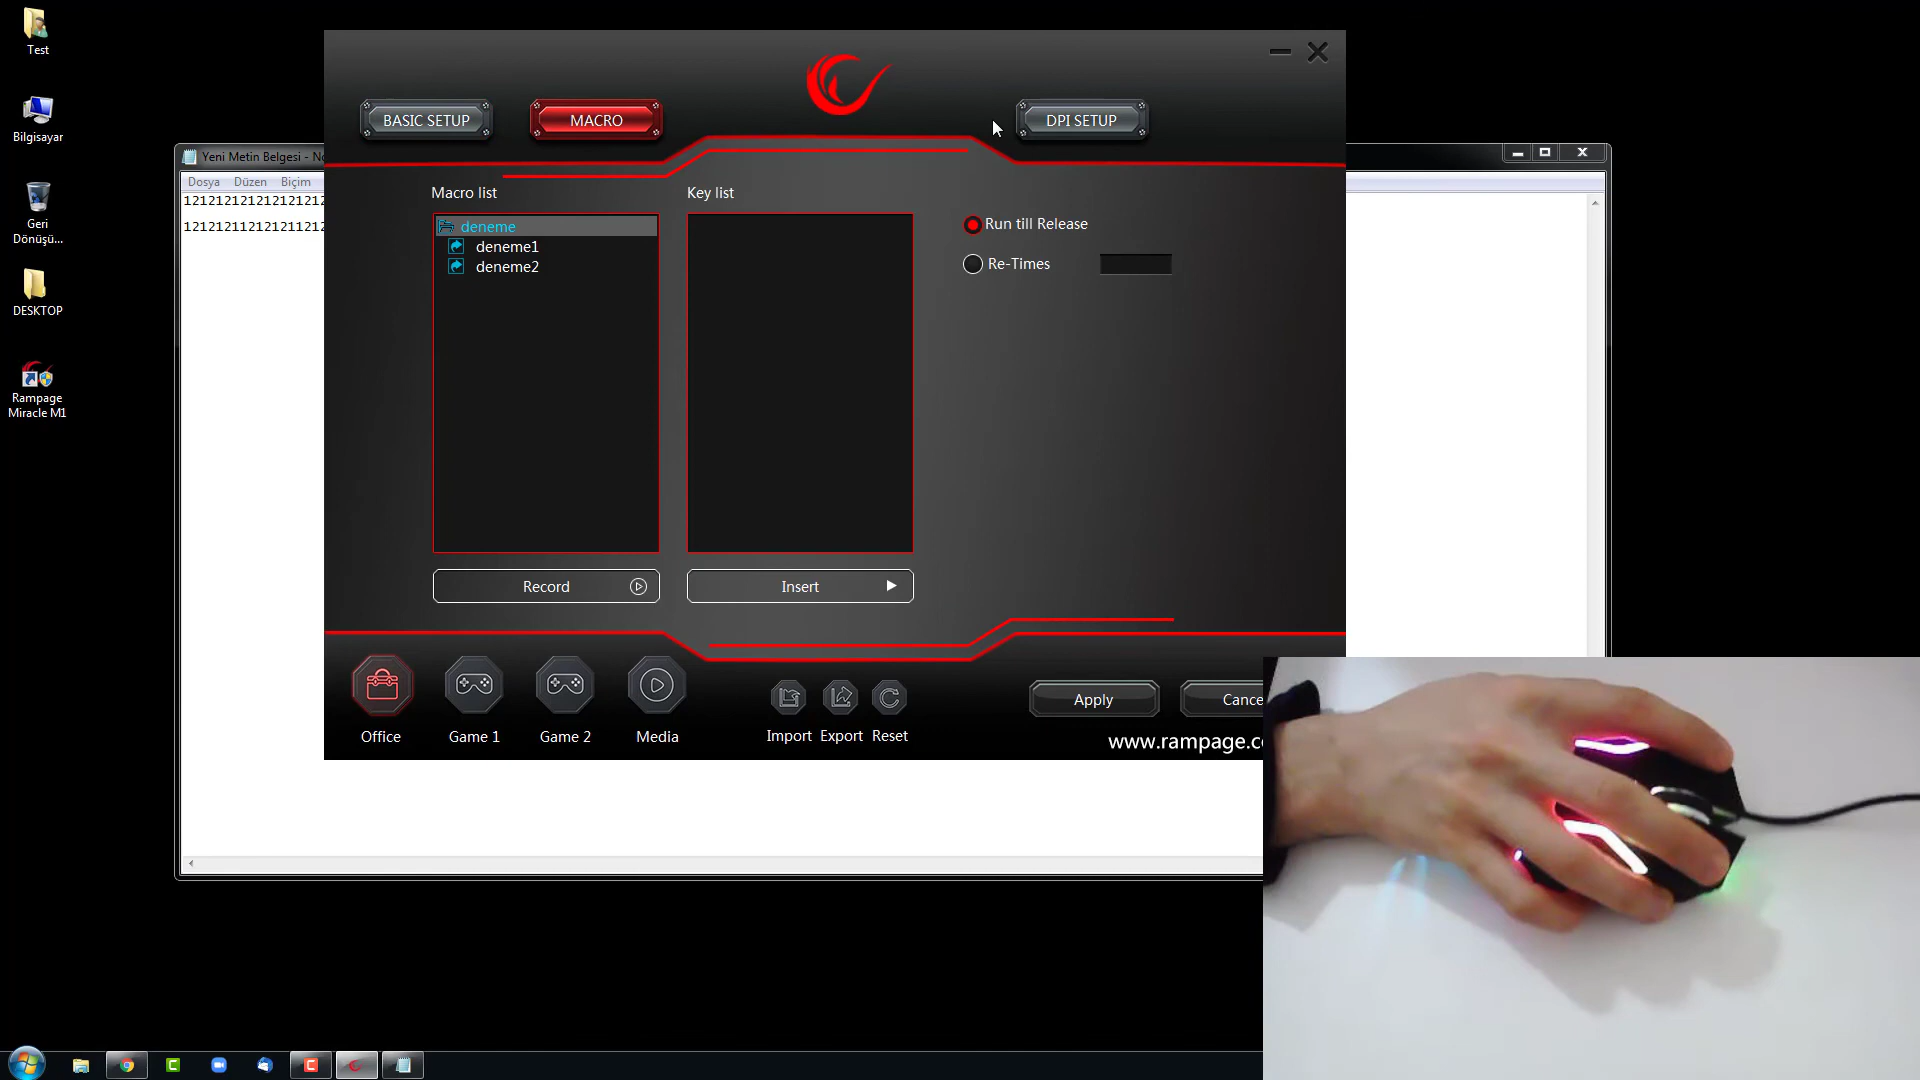 Test
Bilgisayar
Geri
Dönüşü...
DESKTOP
Rampage
Miracle M1
Yeni Metin Belgesi - No
Dosya Düzen Biçim
BASIC SETUP
MACRO
DPI SETUP
Macro list
Key list
deneme
deneme1
deneme2
Run till Release
Re-Times
Record
Insert
Office
Game 1
Game 2
Media
Import
Export
Reset
Apply
Cance
www.rampage.co